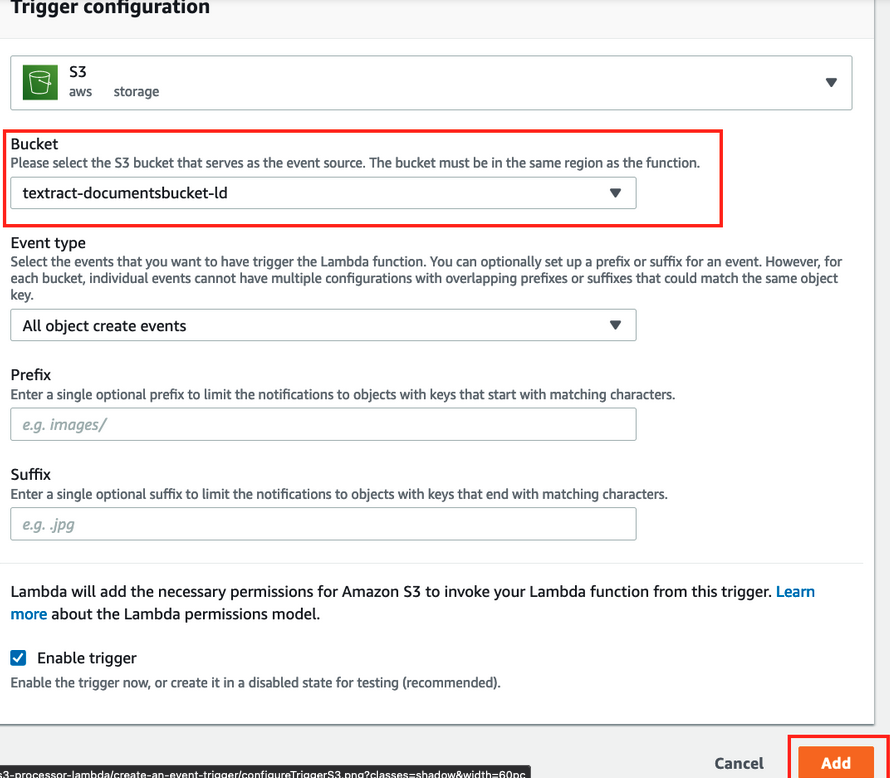 Trigger configuration
S3
aws storage
Bucket
Please select the S3 bucket that serves as the event source. The bucket must be in the same region as the function.
textract-documentsbucket-ld
Event type
Select the events that you want to have trigger the Lambda function. You can optionally set up a prefix or suffix for an event. However, for
each bucket, individual events cannot have multiple configurations with overlapping prefixes or suffixes that could match the same object
key.
All object create events
Prefix
Enter a single optional prefix to limit the notifications to objects with keys that start with matching characters.
e.g. images/
Suffix
Enter a single optional suffix to limit the notifications to objects with keys that end with matching characters.
e.g. .jpg
Lambda will add the necessary permissions for Amazon S3 to invoke your Lambda function from this trigger. Learn
more about the Lambda permissions model.
Enable trigger
Enable the trigger now, or create it in a disabled state for testing (recommended).
Cancel Add
s3-processor-lambda/create-an-event-trigger/configureTriggerS3.png?classes=shadow&width=60pc